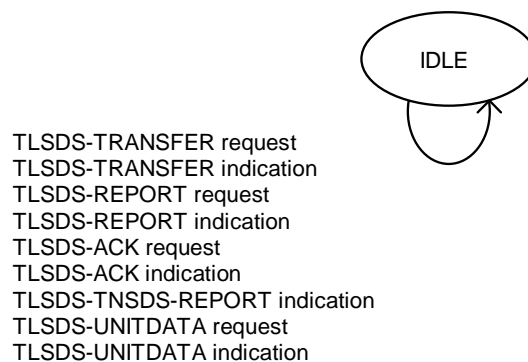 IDLE
TLSDS-TRANSFER request
TLSDS-TRANSFER indication
TLSDS-REPORT request
TLSDS-REPORT indication
TLSDS-ACK request
TLSDS-ACK indication
TLSDS-TNSDS-REPORT indication
TLSDS-UNITDATA request
TLSDS-UNITDATA indication